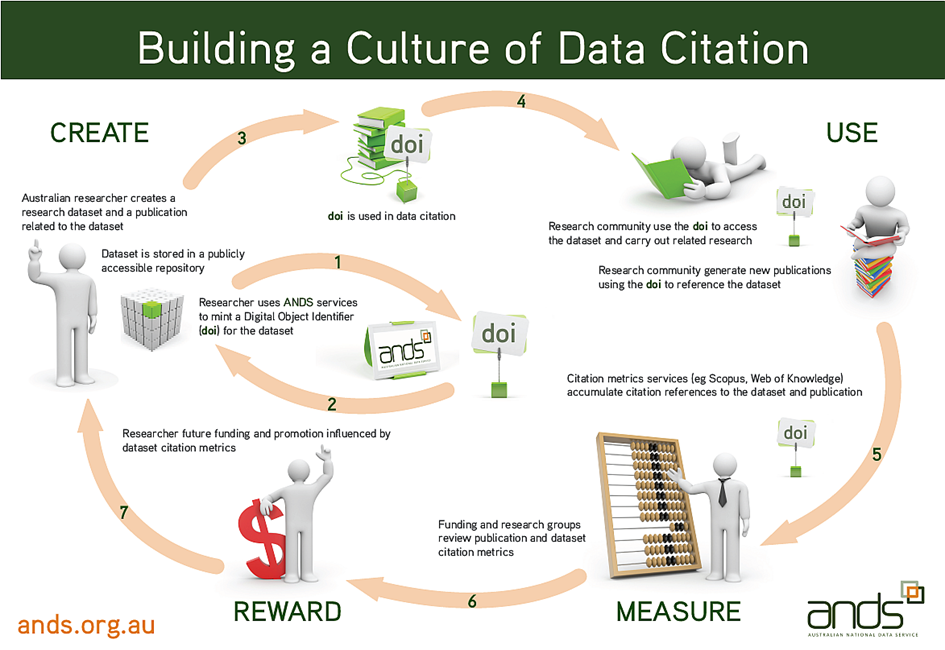 Building a Culture of Data Citation
CREATE
3
4
USE
doi
Australian researcher creates a
research dataset and a publication
related to the dataset
doi is used in data citation
doi
Research community use the doi to access
the dataset and carry out related research
Dataset is stored in a publicly
accessible repository
1
Research community generate new publications
using the doi to reference the dataset
Researcher uses ANDS services
to mint a Digital Object Identifier
(doi) for the dataset
ands
AUSTRALIAN NATIONAL DATA SERVICE
doi
2
Citation metrics services (eg Scopus, Web of Knowledge)
accumulate citation references to the dataset and publication
doi
5
Researcher future funding and promotion influenced by
dataset citation metrics
7
$
Funding and research groups
review publication and dataset
citation metrics
6
REWARD
MEASURE
ands.org.au
ands
AUSTRALIAN NATIONAL DATA SERVICE